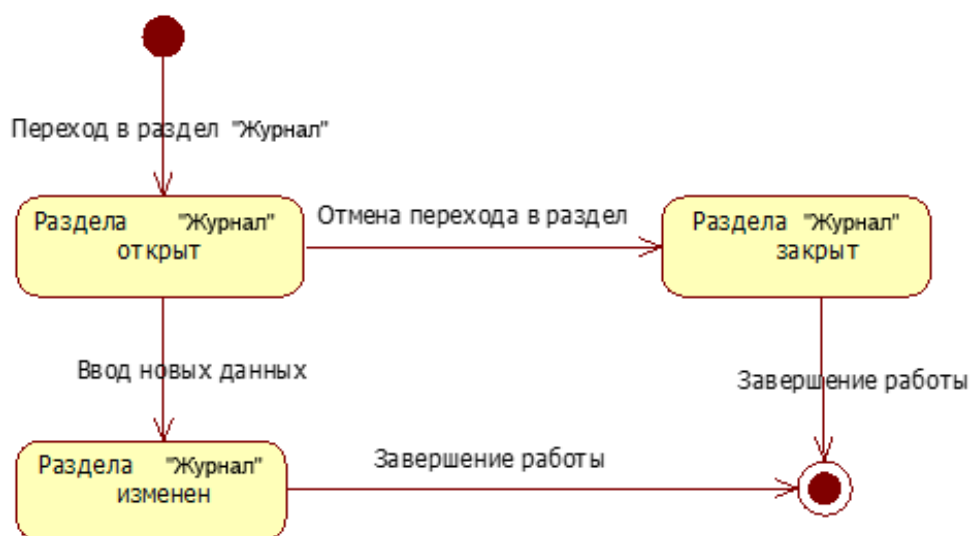 Переход в раздел "Журнал"
Раздела "Журнал"
открыт
Отмена перехода в раздел
Раздела "Журнал"
закрыт
Ввод новых данных
Завершение работы
Раздела "Журнал"
изменен
Завершение работы